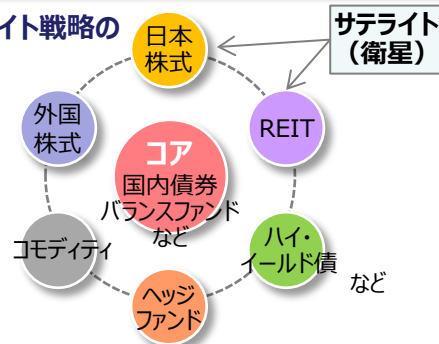 イト戦略の
日本
株式
サテライト
（衛星）
外国
株式
REIT
コア
国内債券
バランスファンド
など
コモディティ
ハイ・
イールド債
など
ヘッジ
ファンド